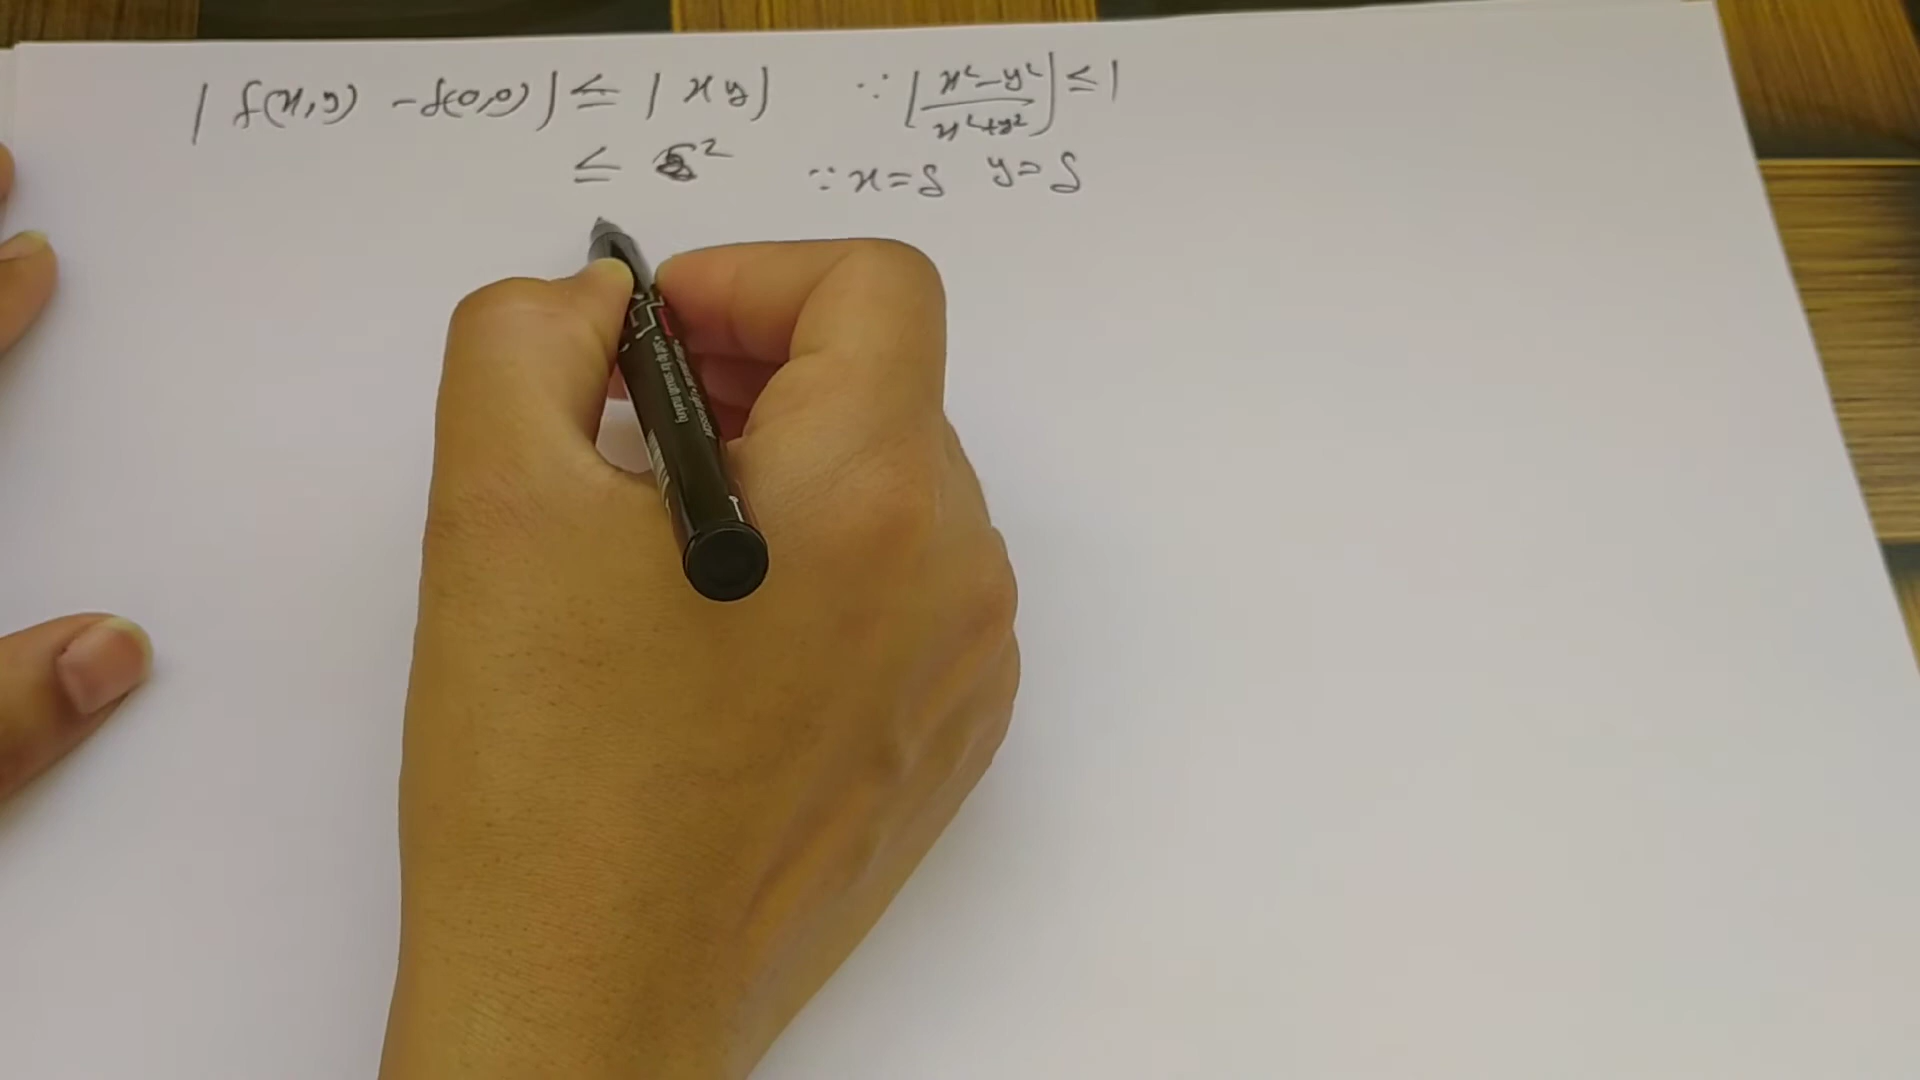 | f(x,y) - f(0,0) | ≤ | xy | ∵ | x²-y² / x²+y² | ≤ 1
≤ δ² ∵ x = δ y = δ